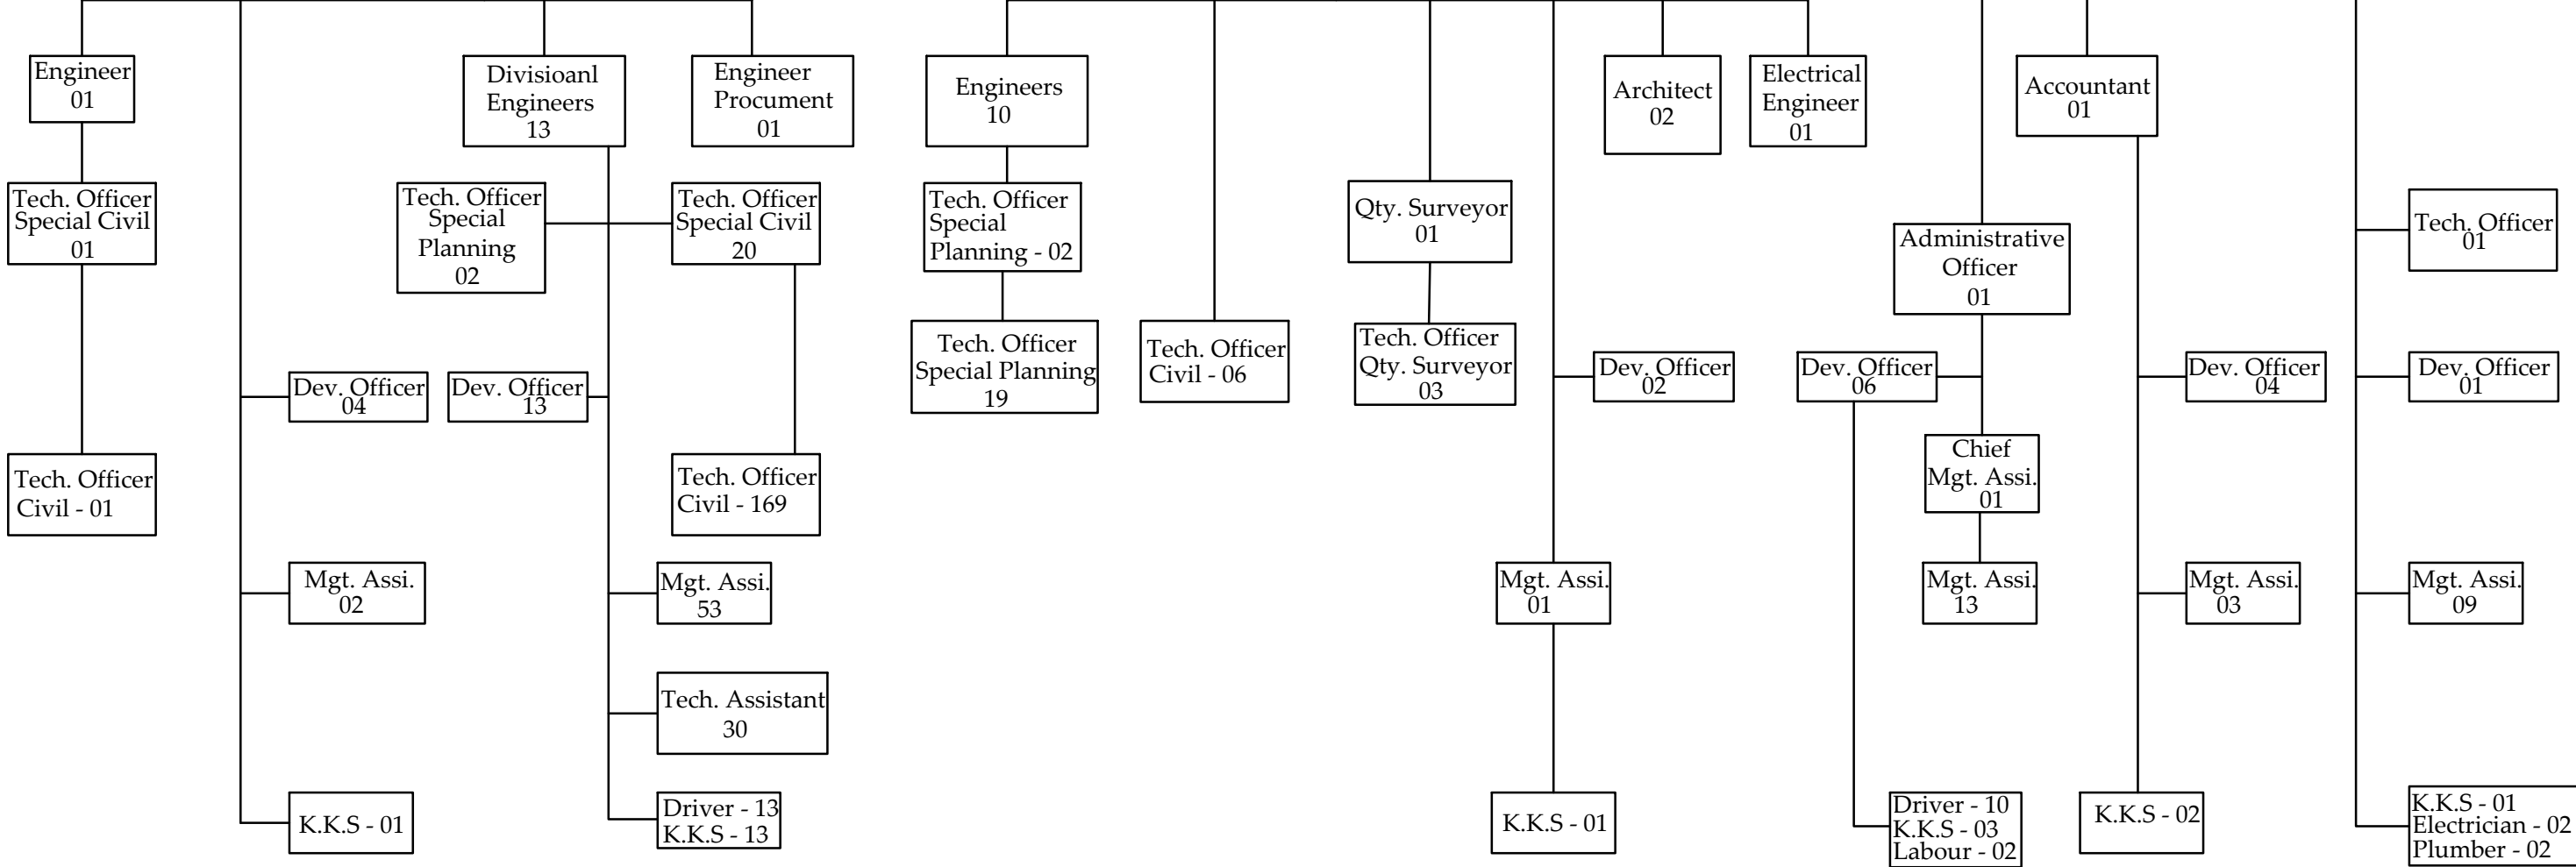 Engineer
01
Divisioanl
Engineers
13
Engineer
Procument
01
Engineers
10
Architect
02
Electrical
Engineer
01
Accountant
01
Tech. Officer
Special Civil
01
Tech. Officer
Special
Planning
02
Tech. Officer
Special Civil
20
Tech. Officer
Special
Planning - 02
Qty. Surveyor
01
Administrative
Officer
01
Tech. Officer
01
Tech. Officer
Special Planning
19
Tech. Officer
Civil - 06
Tech. Officer
Qty. Surveyor
03
Dev. Officer
04
Dev. Officer
13
Dev. Officer
02
Dev. Officer
06
Dev. Officer
04
Dev. Officer
01
Tech. Officer
Civil - 01
Tech. Officer
Civil - 169
Chief
Mgt. Assi.
01
Mgt. Assi.
02
Mgt. Assi.
53
Mgt. Assi.
01
Mgt. Assi.
13
Mgt. Assi.
03
Mgt. Assi.
09
Tech. Assistant
30
K.K.S - 01
Driver - 13
K.K.S - 13
K.K.S - 01
Driver - 10
K.K.S - 03
Labour - 02
K.K.S - 02
K.K.S - 01
Electrician - 02
Plumber - 02